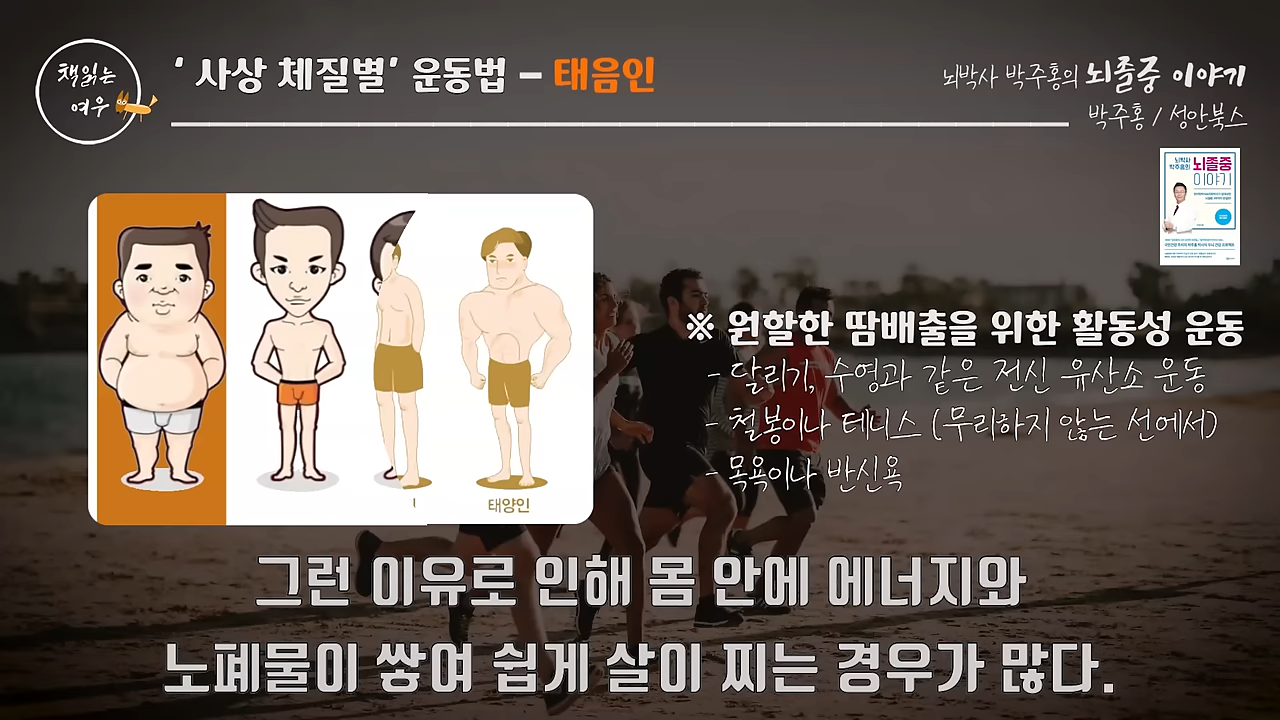 책읽는
여우
‘ 사상 체질별’ 운동법 – 태음인
뇌박사 박주홍의 뇌졸중 이야기
박주홍 / 성안북스
뇌박사
박주홍의
뇌졸중
이야기
※ 원할한 땀배출을 위한 활동성 운동
- 달리기, 수영과 같은 전신 유산소 운동
- 철봉이나 테니스 (무리하지 않는 선에서)
- 목욕이나 반신욕
태양인
그런 이유로 인해 몸 안에 에너지와
노폐물이 쌓여 쉽게 살이 찌는 경우가 많다.